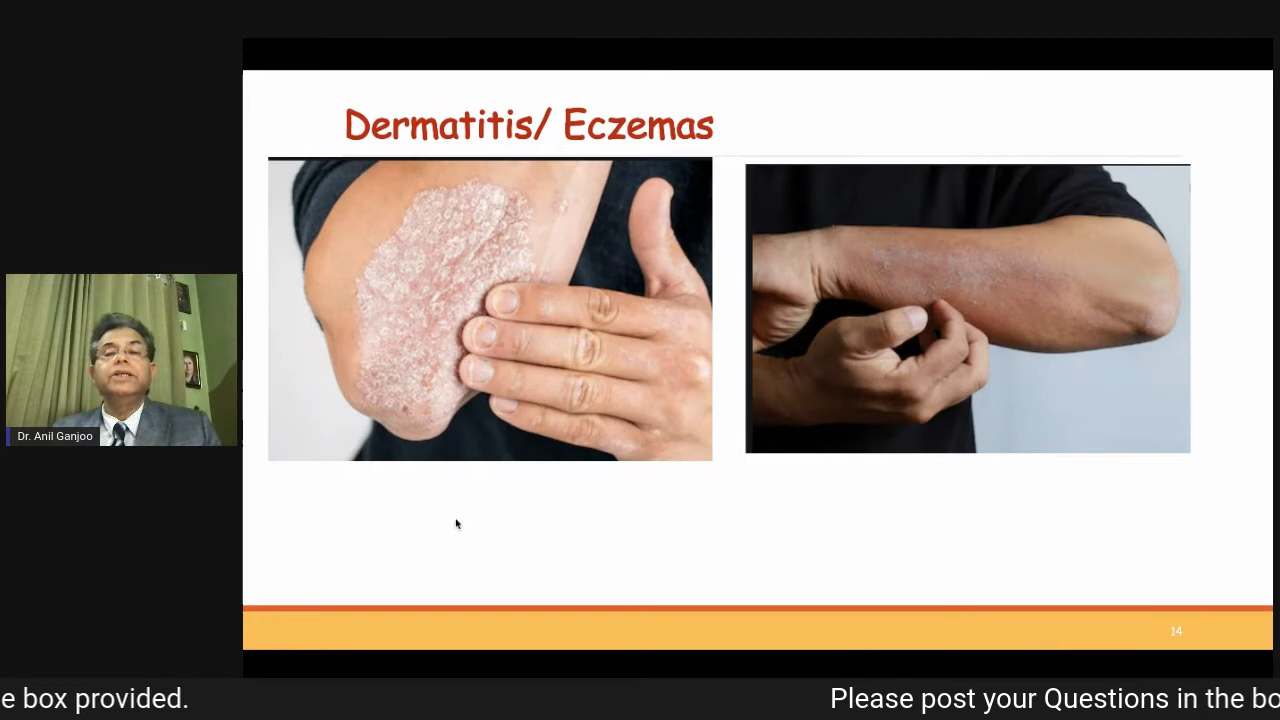 Dermatitis/ Eczemas
Dr. Anil Ganjoo
14
e box provided.
Please post your Questions in the bo